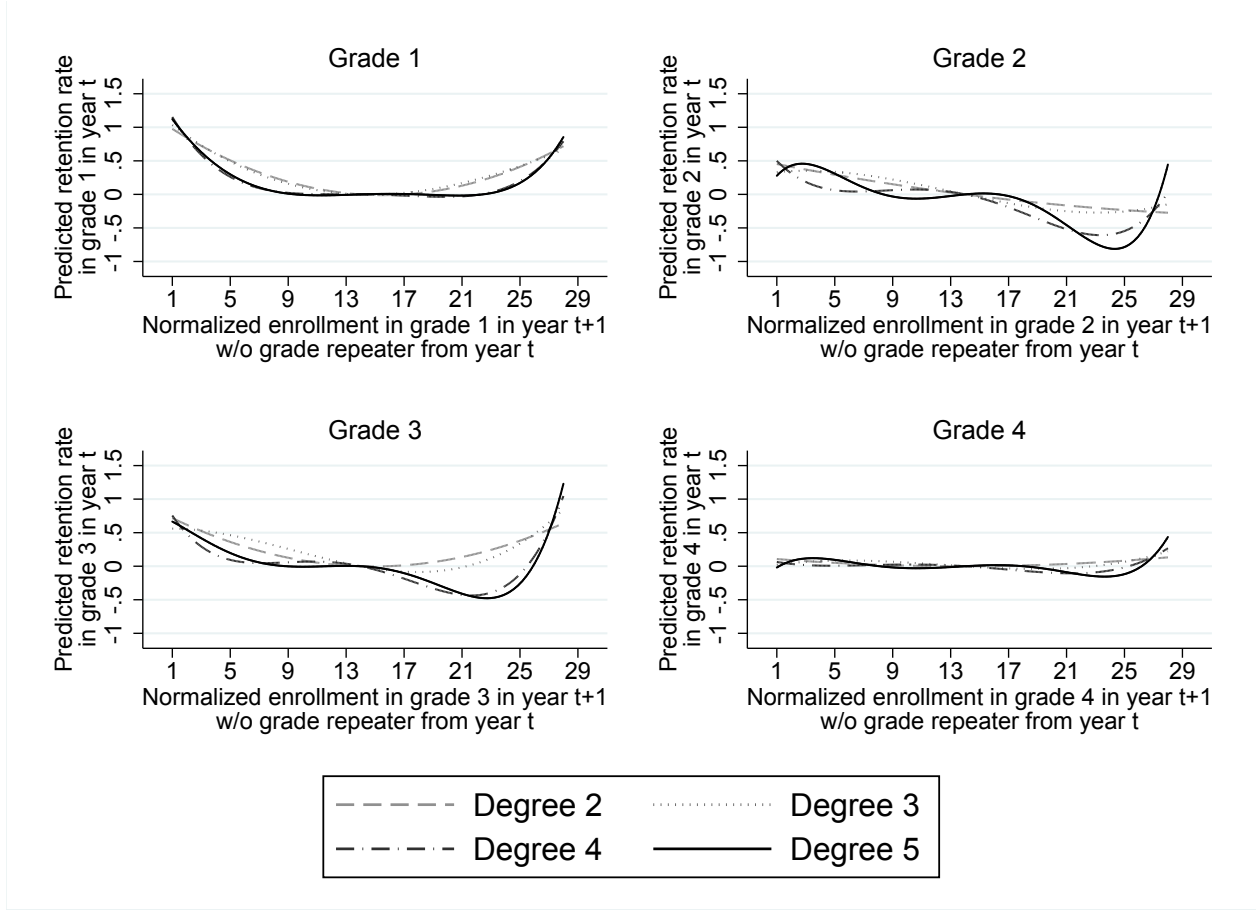 Grade 1
Predicted retention rate
in grade 1 in year t
-1 -.5 0 .5 1 1.5
1 5 9 13 17 21 25 29
Normalized enrollment in grade 1 in year t+1
w/o grade repeater from year t
Grade 2
Predicted retention rate
in grade 2 in year t
-1 -.5 0 .5 1 1.5
1 5 9 13 17 21 25 29
Normalized enrollment in grade 2 in year t+1
w/o grade repeater from year t
Grade 3
Predicted retention rate
in grade 3 in year t
-1 -.5 0 .5 1 1.5
1 5 9 13 17 21 25 29
Normalized enrollment in grade 3 in year t+1
w/o grade repeater from year t
Grade 4
Predicted retention rate
in grade 4 in year t
-1 -.5 0 .5 1 1.5
1 5 9 13 17 21 25 29
Normalized enrollment in grade 4 in year t+1
w/o grade repeater from year t
Degree 2 Degree 3
Degree 4 Degree 5